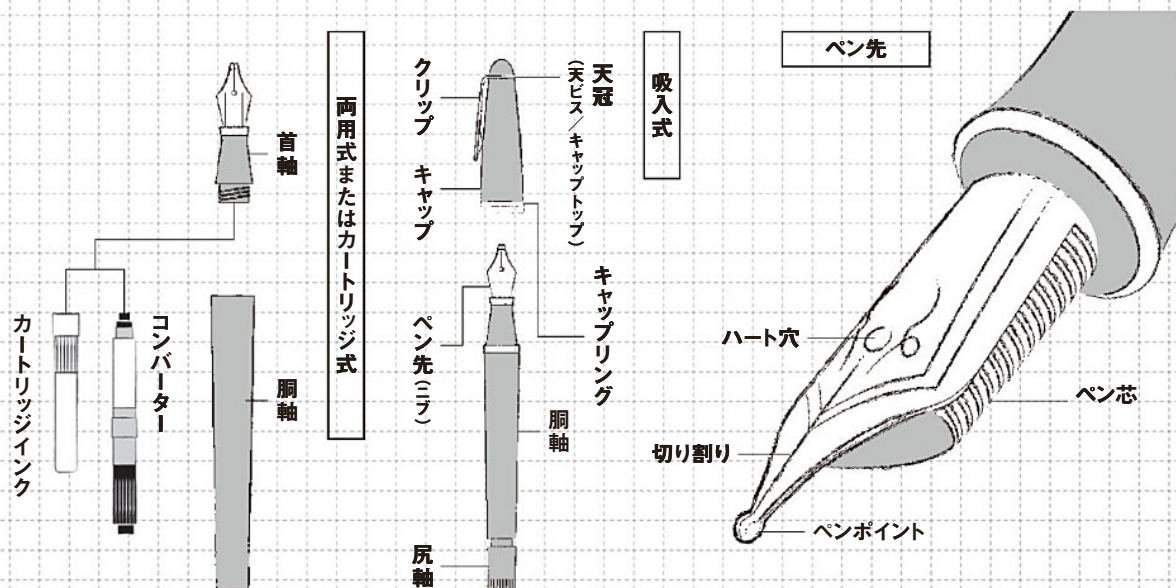 ペン先
ハート穴
切り割り
ペン芯
ペンポイント
吸入式
天冠
(天ビス/キャップトップ)
クリップ
キャップ
キャップリング
ペン先(ニブ)
胴軸
尻軸
両用式またはカートリッジ式
首軸
胴軸
コンバーター
カートリッジインク